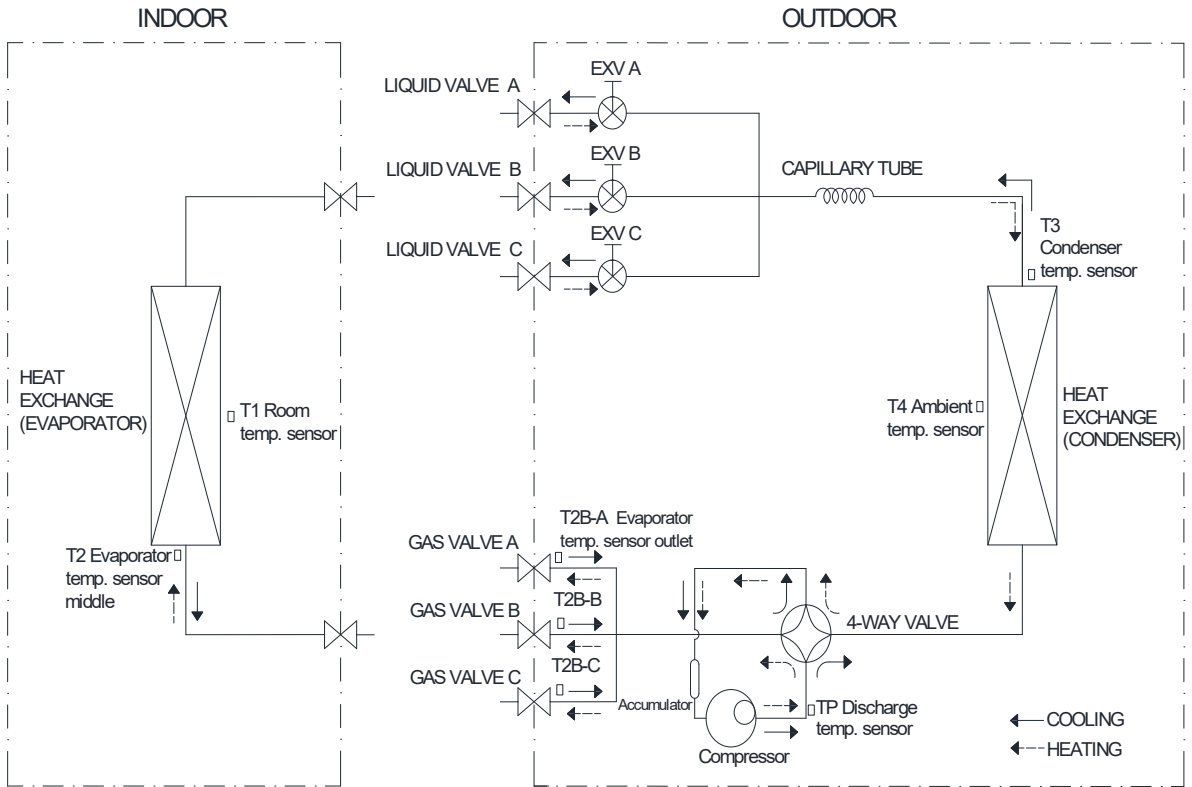 INDOOR
OUTDOOR
LIQUID VALVE A
EXV A
LIQUID VALVE B
EXV B
CAPILLARY TUBE
LIQUID VALVE C
EXV C
T3
Condenser
temp. sensor
HEAT
EXCHANGE
(EVAPORATOR)
T1 Room
temp. sensor
T4 Ambient
temp. sensor
HEAT
EXCHANGE
(CONDENSER)
T2 Evaporator
temp. sensor
middle
GAS VALVE A
T2B-A Evaporator
temp. sensor outlet
GAS VALVE B
T2B-B
4-WAY VALVE
GAS VALVE C
T2B-C
Accumulator
Compressor
TP Discharge
temp. sensor
COOLING
HEATING